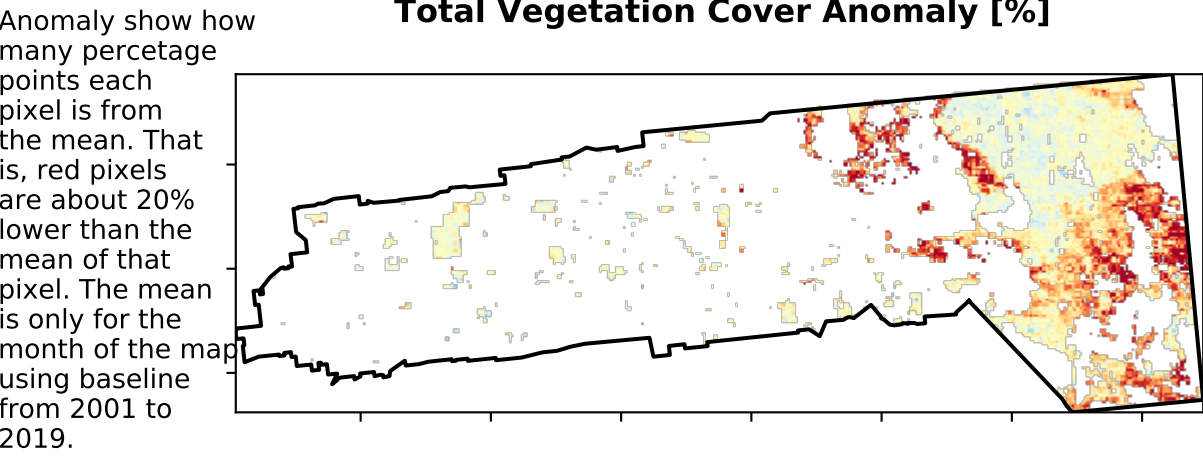 Total Vegetation Cover Anomaly [%]
Anomaly show how
many percetage
points each
pixel is from
the mean. That
is, red pixels
are about 20%
lower than the
mean of that
pixel. The mean
is only for the
month of the map
using baseline
from 2001 to
2019.